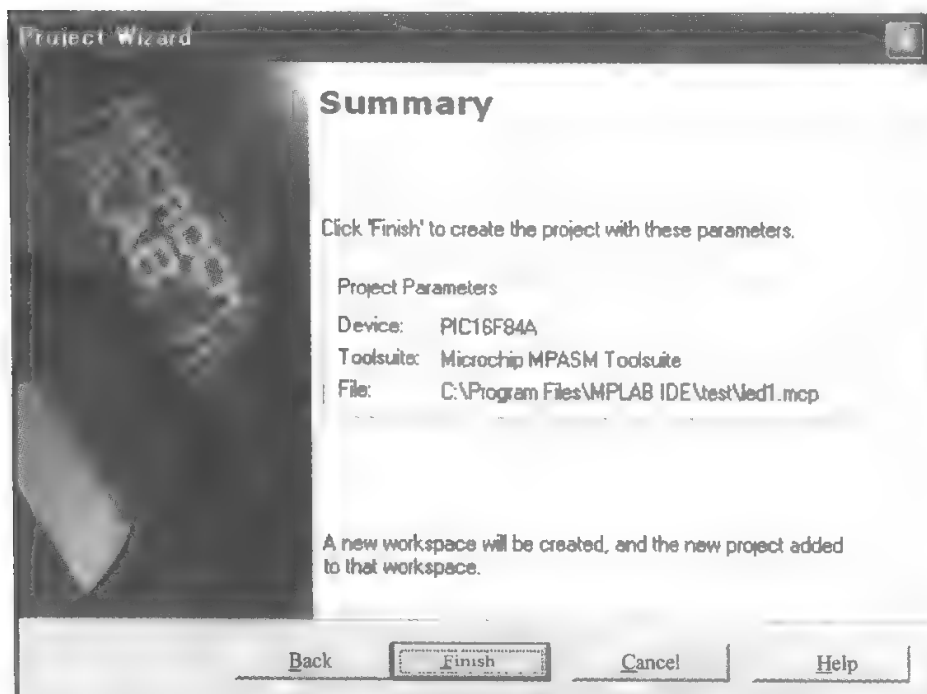 Project Wizard
Summary
Click 'Finish' to create the project with these parameters.
Project Parameters
Device: PIC16F84A
Toolsuite: Microchip MPASM Toolsuite
File: C:\Program Files\MPLAB IDE\test\led1.mcp
A new workspace will be created, and the new project added
to that workspace.
Back Finish Cancel Help